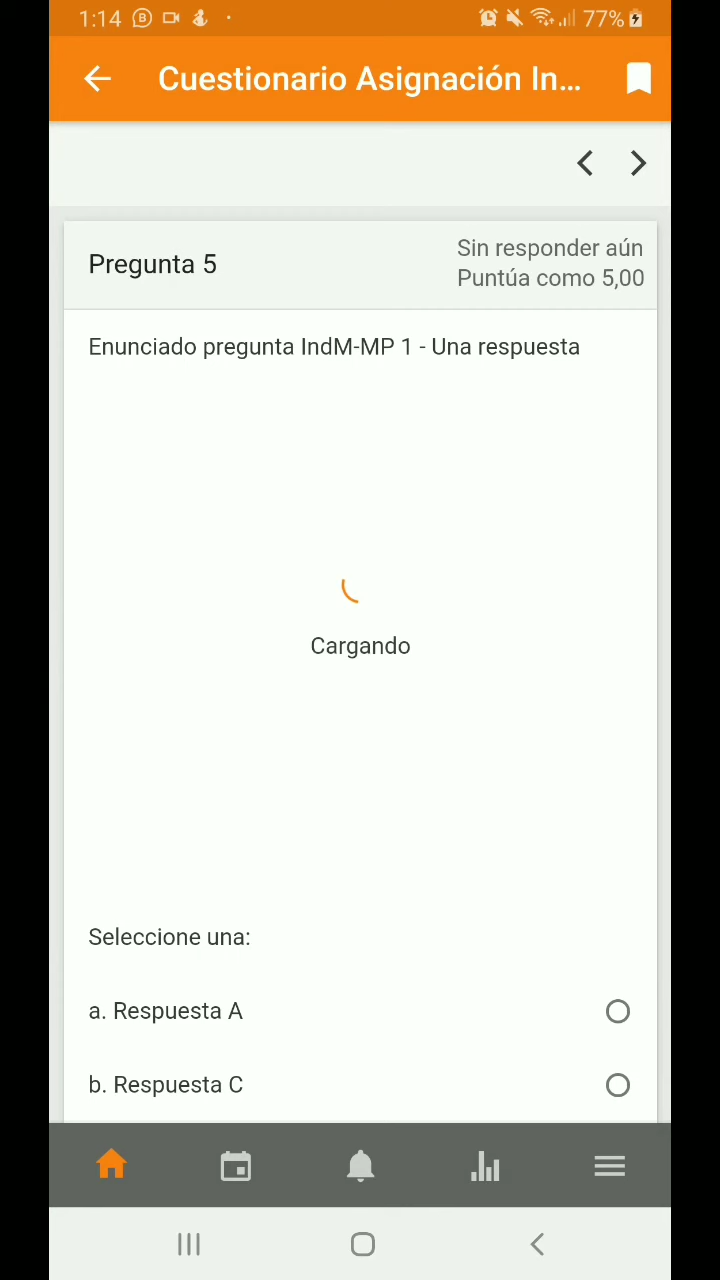 1:14
77%
Cuestionario Asignación In...
Pregunta 5
Sin responder aún
Puntúa como 5,00
Enunciado pregunta IndM-MP 1 - Una respuesta
Cargando
Seleccione una:
a. Respuesta A
b. Respuesta C